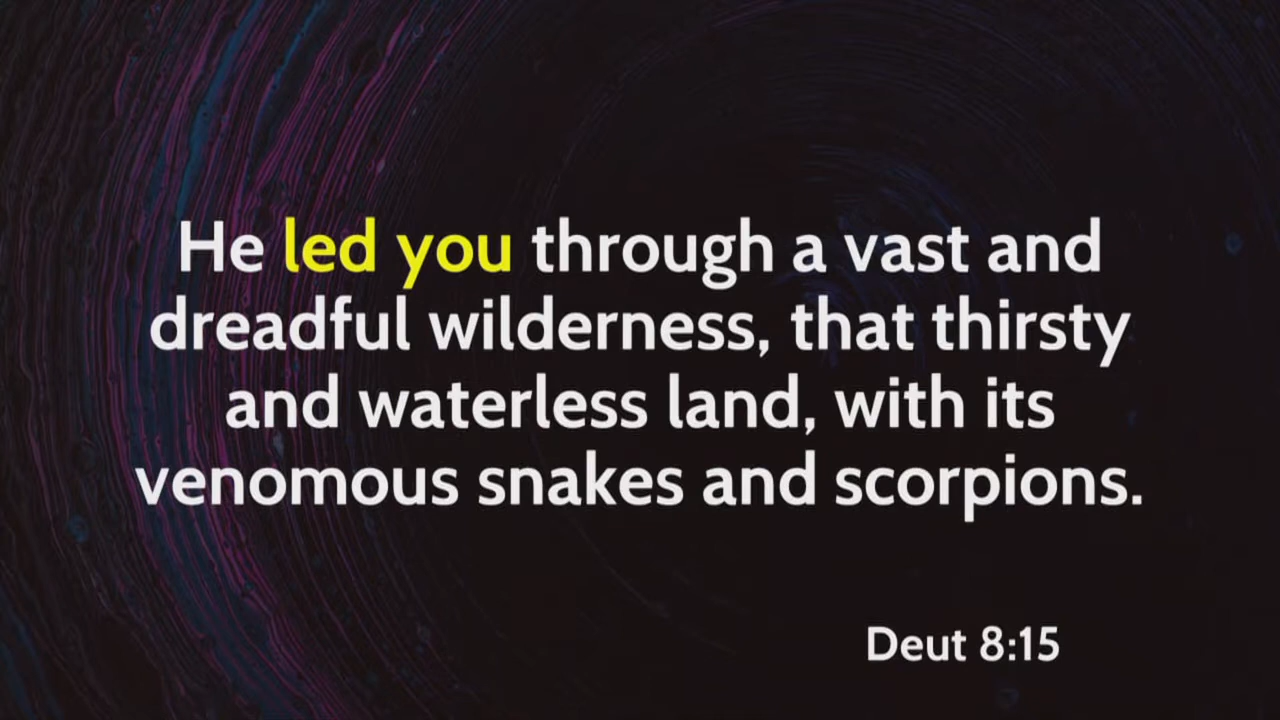 He led you through a vast and
dreadful wilderness, that thirsty
and waterless land, with its
venomous snakes and scorpions.
Deut 8:15